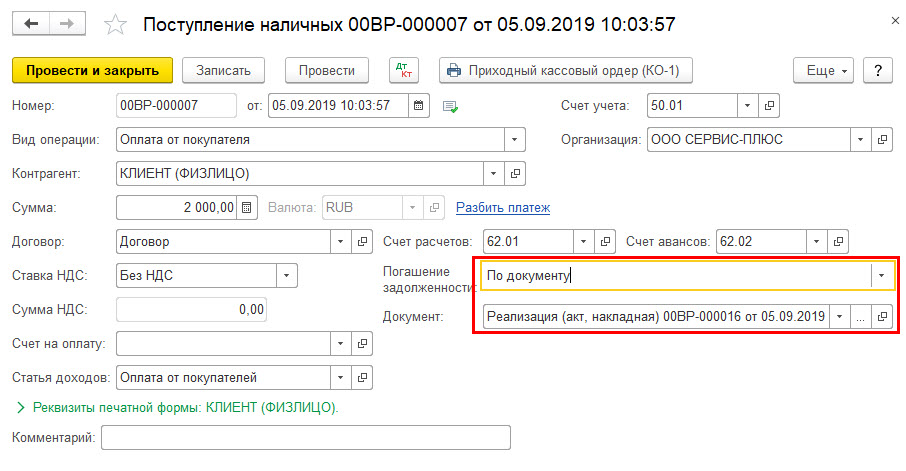 Поступление наличных 00ВР-000007 от 05.09.2019 10:03:57
Провести и закрыть Записать Провести Дт Кт Приходный кассовый ордер (КО-1) Еще ?
Номер: 00ВР-000007 от: 05.09.2019 10:03:57 Счет учета: 50.01
Вид операции: Оплата от покупателя Организация: ООО СЕРВИС-ПЛЮС
Контрагент: КЛИЕНТ (ФИЗЛИЦО)
Сумма: 2 000,00 Валюта: RUB Разбить платеж
Договор: Договор Счет расчетов: 62.01 Счет авансов: 62.02
Ставка НДС: Без НДС Погашение задолженности: По документу
Сумма НДС: 0,00 Документ: Реализация (акт, накладная) 00ВР-000016 от 05.09.2019 ...
Счет на оплату:
Статья доходов: Оплата от покупателей
Реквизиты печатной формы: КЛИЕНТ (ФИЗЛИЦО).
Комментарий: